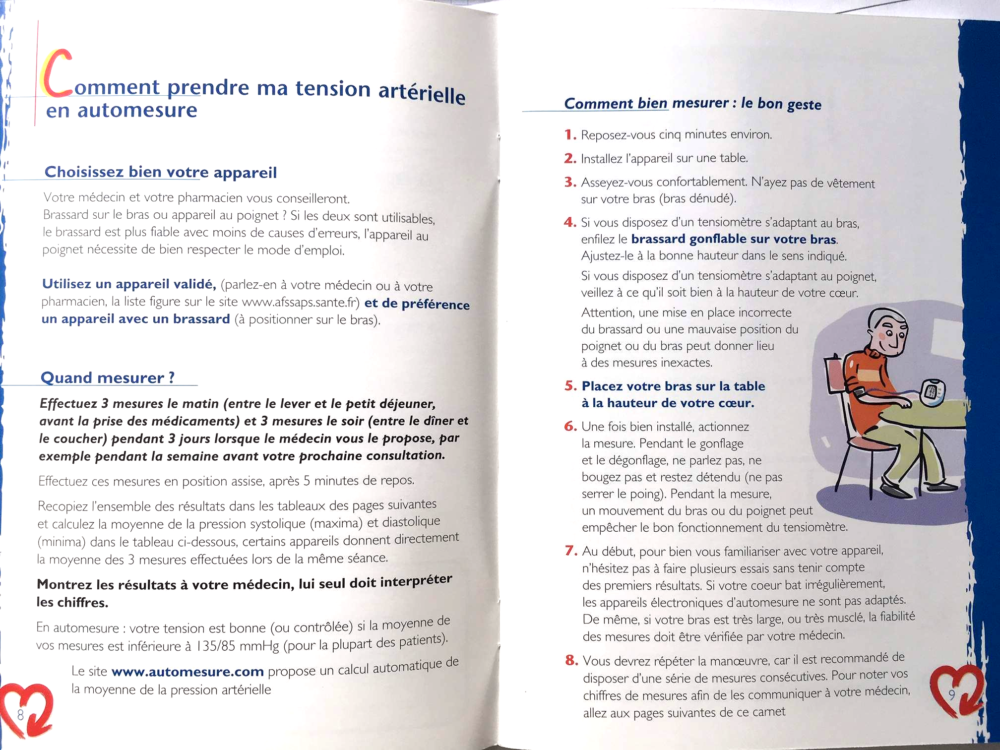 Comment prendre ma tension artérielle
en automesure
Choisissez bien votre appareil
Votre médecin et votre pharmacien vous conseilleront.
Brassard sur le bras ou appareil au poignet ? Si les deux sont utilisables,
le brassard est plus fiable avec moins de causes d'erreurs, l'appareil au
poignet nécessite de bien respecter le mode d'emploi.
Utilisez un appareil validé, (parlez-en à votre médecin ou à votre
pharmacien, la liste figure sur le site www.afssaps.sante.fr) et de préférence
un appareil avec un brassard (à positionner sur le bras).
Quand mesurer ?
Effectuez 3 mesures le matin (entre le lever et le petit déjeuner,
avant la prise des médicaments) et 3 mesures le soir (entre le dîner et
le coucher) pendant 3 jours lorsque le médecin vous le propose, par
exemple pendant la semaine avant votre prochaine consultation.
Effectuez ces mesures en position assise, après 5 minutes de repos.
Recopiez l'ensemble des résultats dans les tableaux des pages suivantes
et calculez la moyenne de la pression systolique (maxima) et diastolique
(minima) dans le tableau ci-dessous, certains appareils donnent directement
la moyenne des 3 mesures effectuées lors de la même séance.
Montrez les résultats à votre médecin, lui seul doit interpréter
les chiffres.
En automesure : votre tension est bonne (ou contrôlée) si la moyenne de
vos mesures est inférieure à 135/85 mmHg (pour la plupart des patients).
Le site www.automesure.com propose un calcul automatique de
la moyenne de la pression artérielle
8
Comment bien mesurer : le bon geste
1. Reposez-vous cinq minutes environ.
2. Installez l'appareil sur une table.
3. Asseyez-vous confortablement. N'ayez pas de vêtement
sur votre bras (bras dénudé).
4. Si vous disposez d'un tensiomètre s'adaptant au bras,
enfilez le brassard gonflable sur votre bras.
Ajustez-le à la bonne hauteur dans le sens indiqué.
Si vous disposez d'un tensiomètre s'adaptant au poignet,
veillez à ce qu'il soit bien à la hauteur de votre cœur.
Attention, une mise en place incorrecte
du brassard ou une mauvaise position du
poignet ou du bras peut donner lieu
à des mesures inexactes.
5. Placez votre bras sur la table
à la hauteur de votre cœur.
6. Une fois bien installé, actionnez
la mesure. Pendant le gonflage
et le dégonflage, ne parlez pas, ne
bougez pas et restez détendu (ne pas
serrer le poing). Pendant la mesure,
un mouvement du bras ou du poignet peut
empêcher le bon fonctionnement du tensiomètre.
7. Au début, pour bien vous familiariser avec votre appareil,
n'hésitez pas à faire plusieurs essais sans tenir compte
des premiers résultats. Si votre coeur bat irrégulièrement,
les appareils électroniques d'automesure ne sont pas adaptés.
De même, si votre bras est très large, ou très musclé, la fiabilité
des mesures doit être vérifiée par votre médecin.
8. Vous devrez répéter la manœuvre, car il est recommandé de
disposer d'une série de mesures consécutives. Pour noter vos
chiffres de mesures afin de les communiquer à votre médecin,
allez aux pages suivantes de ce carnet
9